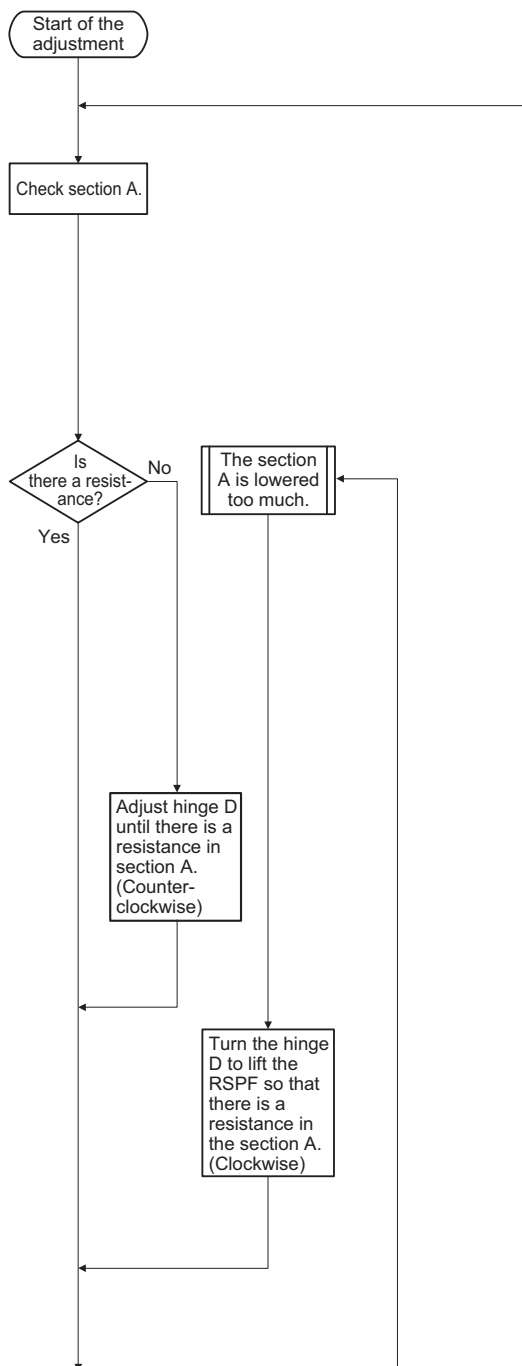 Start of the
adjustment
Check section A.
Is
there a resist-
ance?
No
Yes
The section
A is lowered
too much.
Adjust hinge D
until there is a
resistance in
section A.
(Counter-
clockwise)
Turn the hinge
D to lift the
RSPF so that
there is a
resistance in
the section A.
(Clockwise)